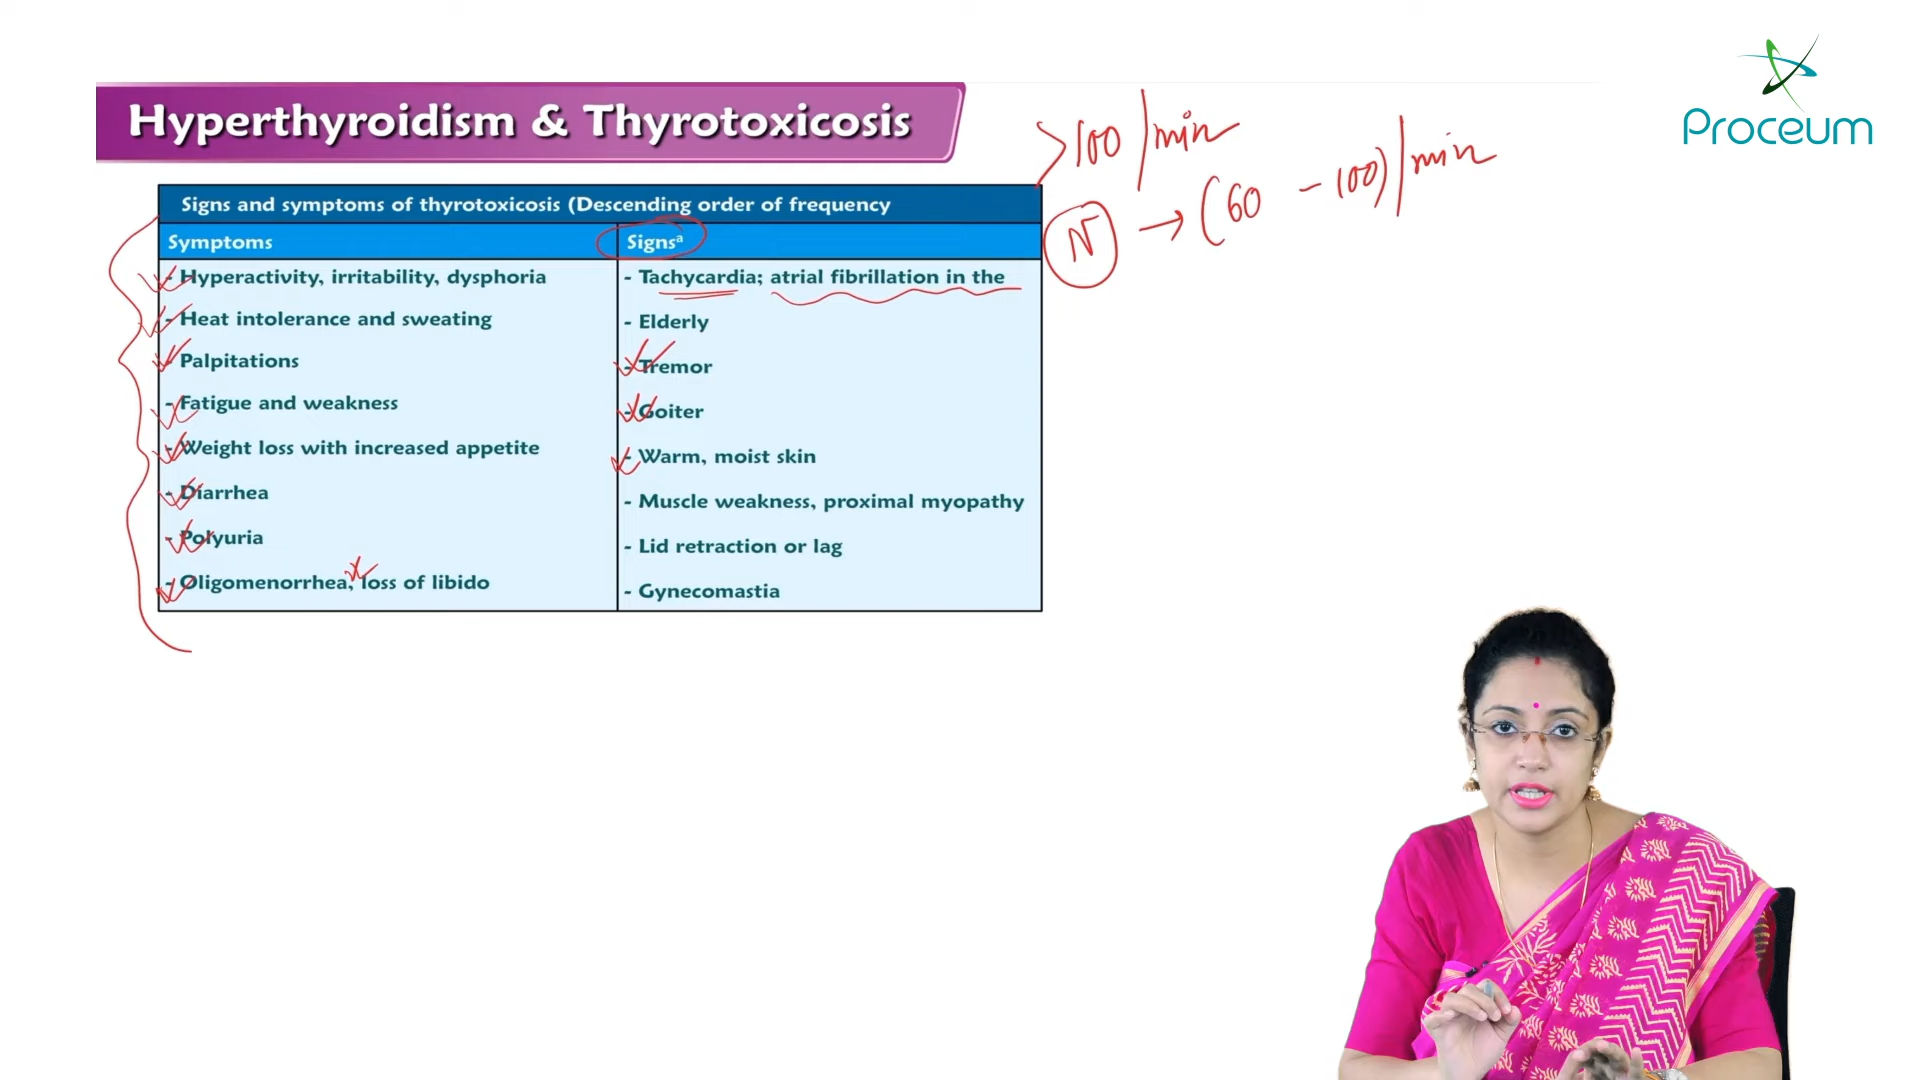 Proceum
Hyperthyroidism & Thyrotoxicosis
>100/min
N → (60 - 100)/min
Signs and symptoms of thyrotoxicosis (Descending order of frequency
Symptoms
- Hyperactivity, irritability, dysphoria
- Heat intolerance and sweating
- Palpitations
- Fatigue and weakness
- Weight loss with increased appetite
- Diarrhea
- Polyuria
- Oligomenorrhea, loss of libido
Signsª
- Tachycardia; atrial fibrillation in the
- Elderly
- Tremor
- Goiter
- Warm, moist skin
- Muscle weakness, proximal myopathy
- Lid retraction or lag
- Gynecomastia